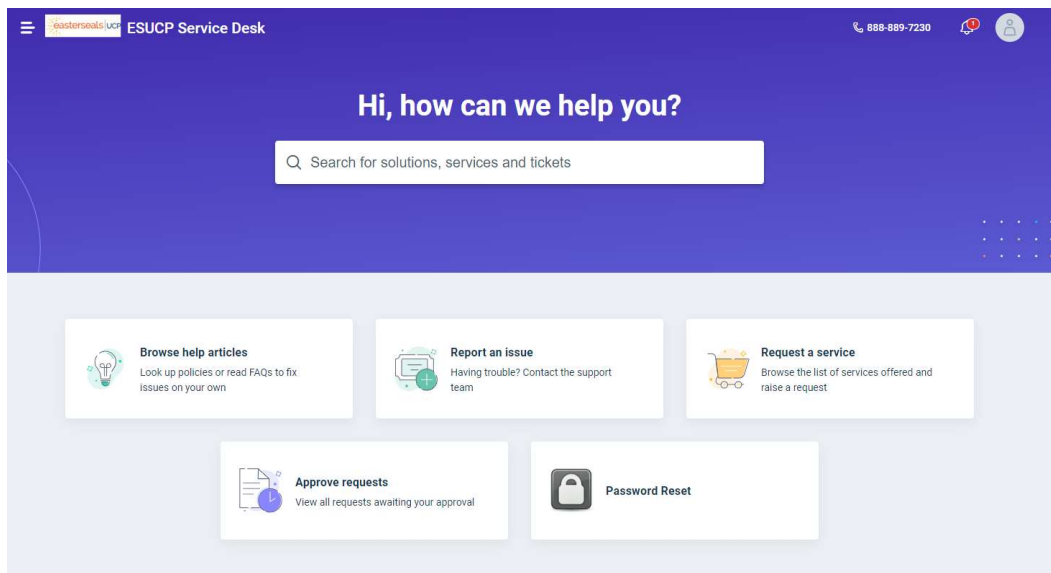 easterseals UCP ESUCP Service Desk
888-889-7230
1
Hi, how can we help you?
Search for solutions, services and tickets
Browse help articles
Look up policies or read FAQs to fix
issues on your own
Report an issue
Having trouble? Contact the support
team
Request a service
Browse the list of services offered and
raise a request
Approve requests
View all requests awaiting your approval
Password Reset